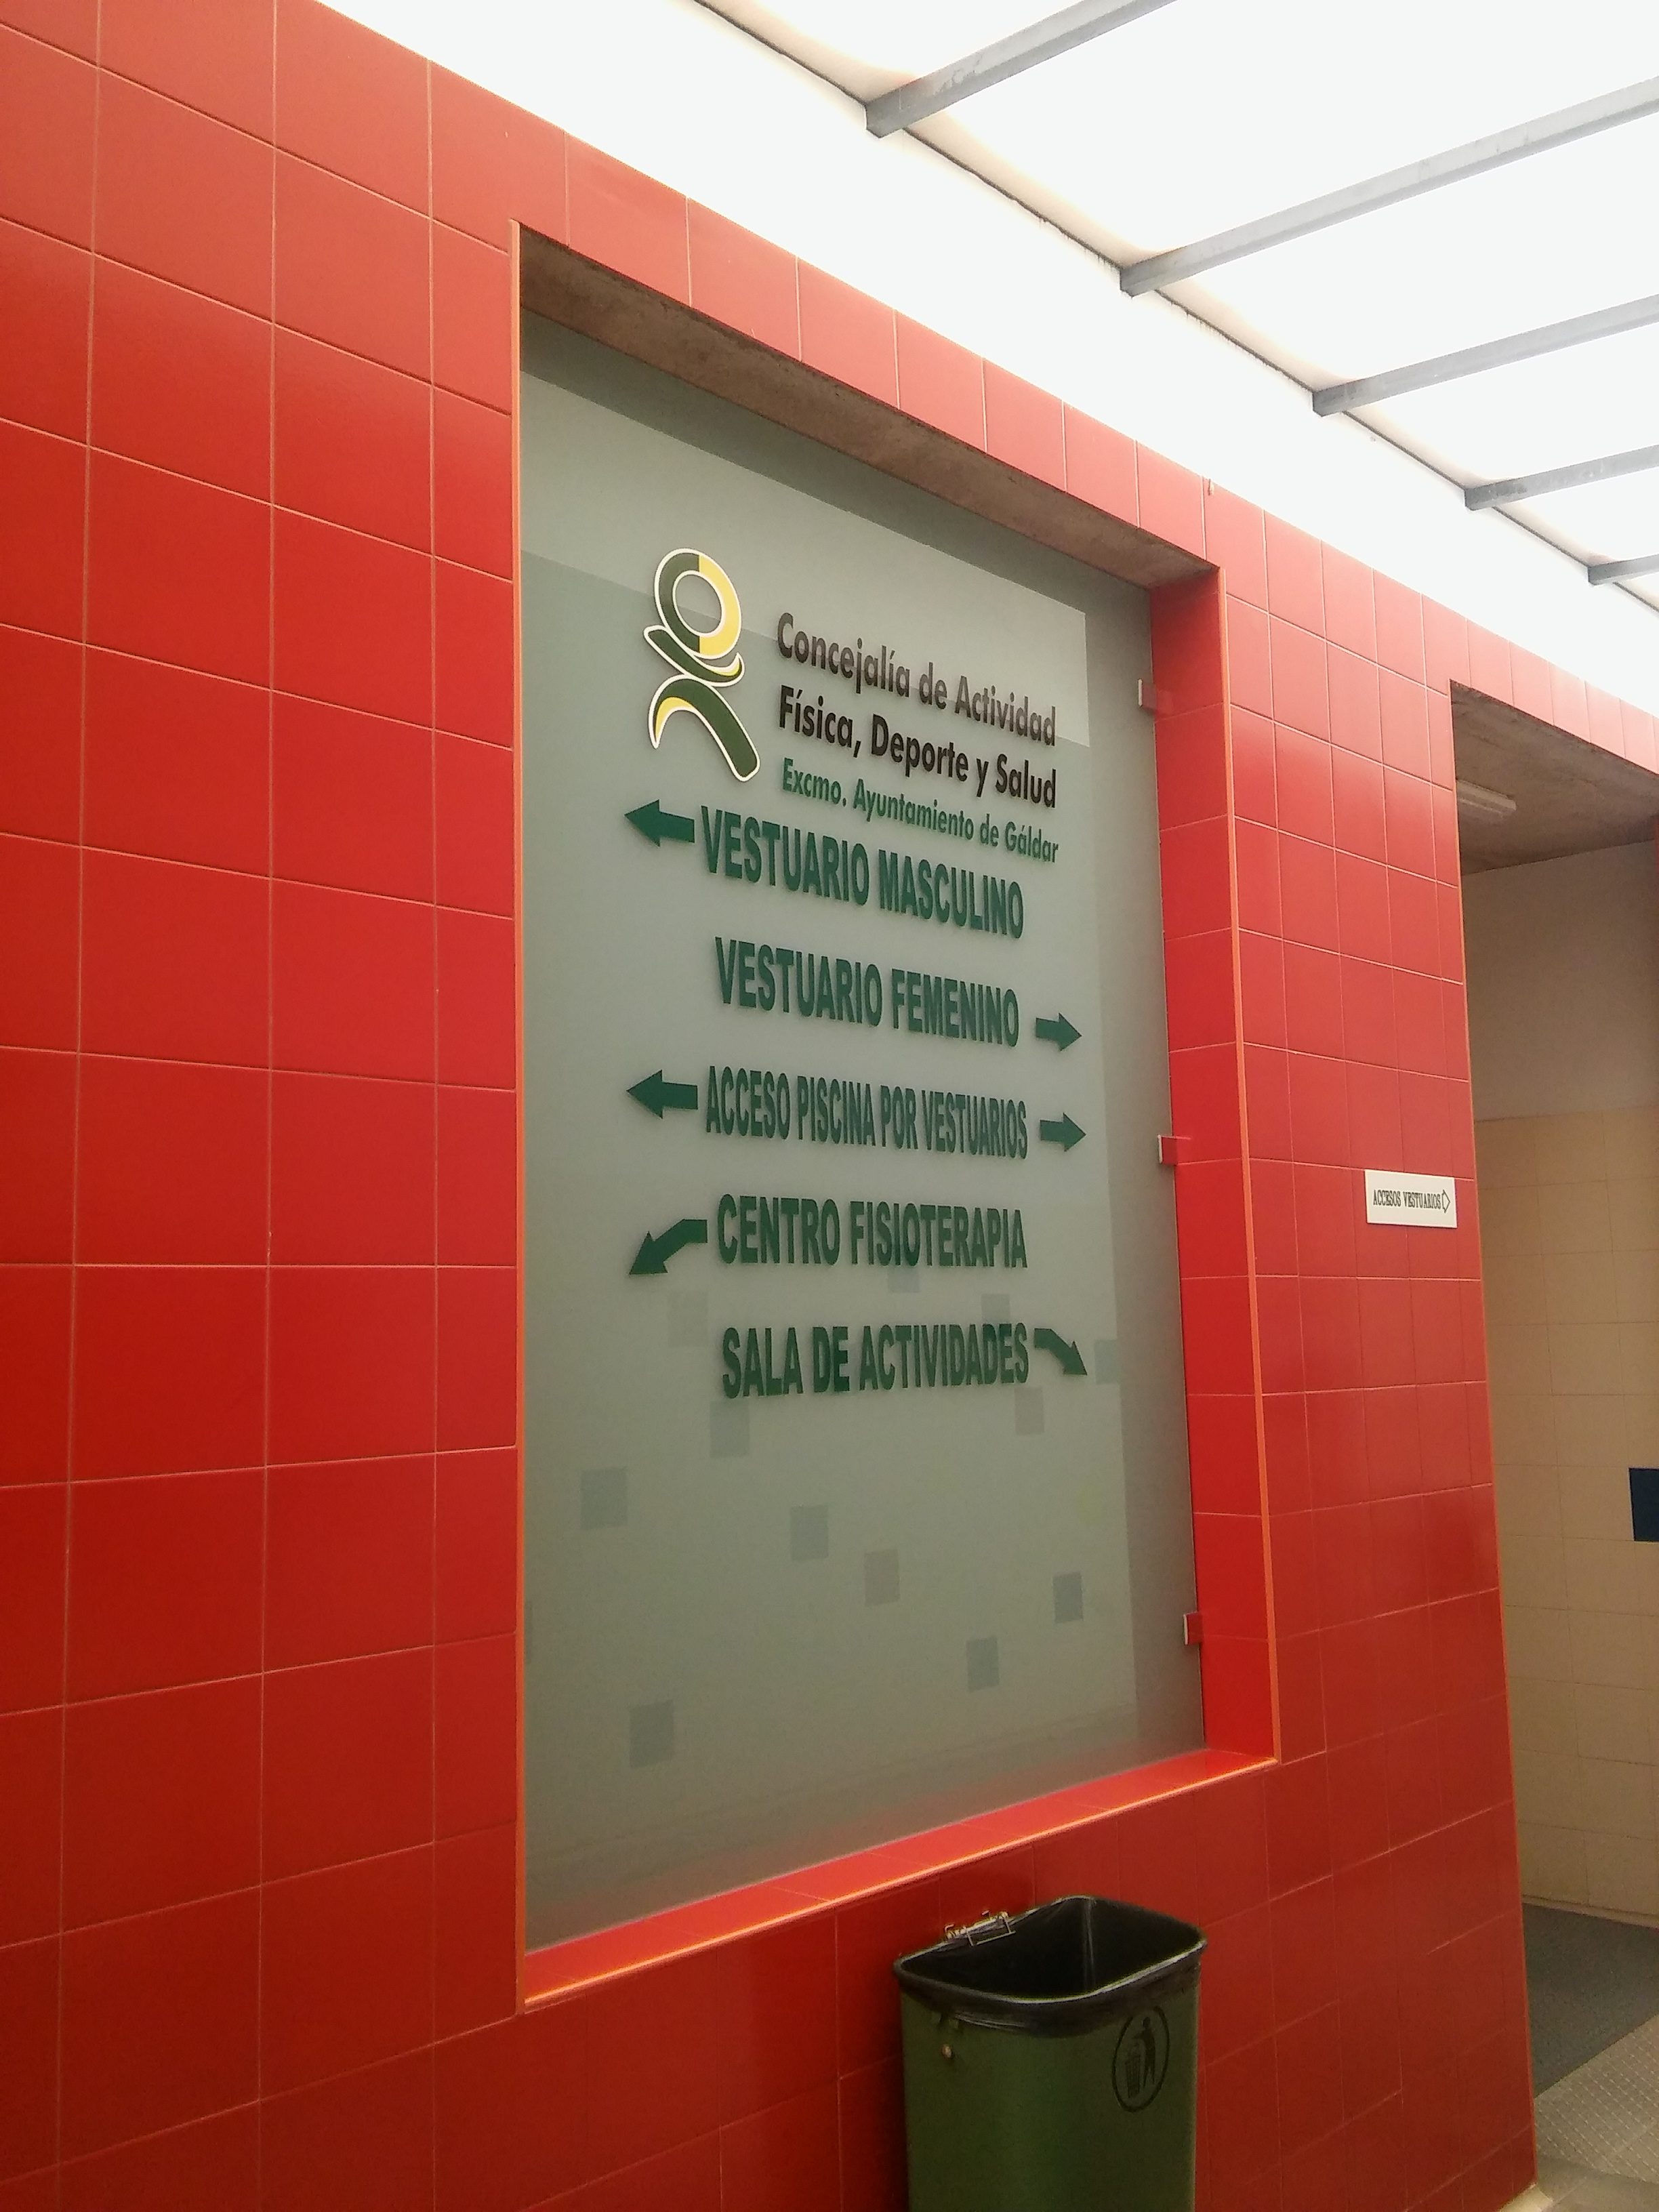 Concejalía de Actividad
Física, Deporte y Salud
Excmo. Ayuntamiento de Gáldar
VESTUARIO MASCULINO
VESTUARIO FEMENINO
ACCESO PISCINA POR VESTUARIOS
CENTRO FISIOTERAPIA
SALA DE ACTIVIDADES
ACCESOS VESTUARIOS